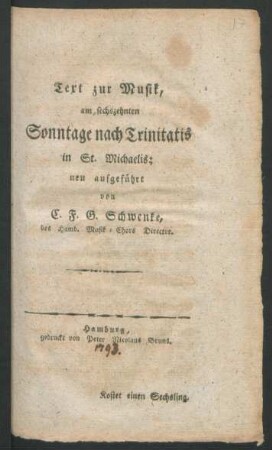 Text zur Musik,
am sechszehnten
Sonntage nach Trinitatis
in St. Michaelis;
neu aufgeführt
von
C. F. G. Schwenke,
des Hamb. Musik-Chors Director.
Hamburg,
gedruckt von Peter Nicolaus Bruns.
1793.
Kostet einen Sechsling.